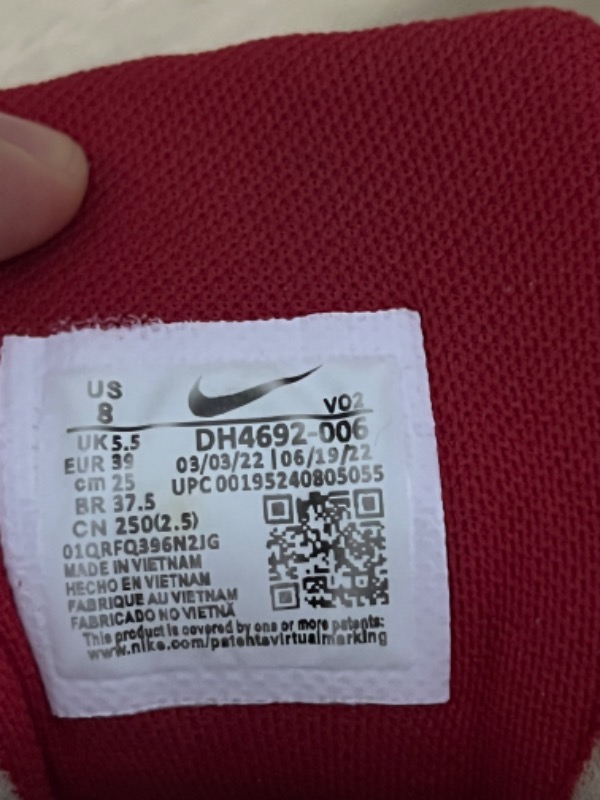 US
8
VO2
UK 5.5
DH4692-006
EUR 39
03/03/22 | 06/19/22
cm 25
UPC 00195240805055
BR 37.5
CN 250(2.5)
01QRFQ396N2JG
MADE IN VIETNAM
HECHO EN VIETNAM
FABRIQUE AU VIETNAM
FABRICADO NO VIETNÃ
This product is covered by one or more patents:
www.nike.com/patentsvirtualmarking